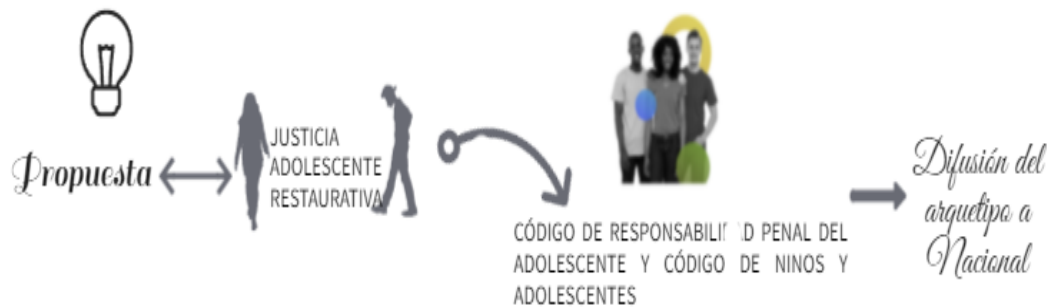 Propuesta
JUSTICIA
ADOLESCENTE
RESTAURATIVA
CÓDIGO DE RESPONSABILI D PENAL DEL
ADOLESCENTE Y CÓDIGO DE NINOS Y
ADOLESCENTES
Difusión del
arquetipo a
Nacional